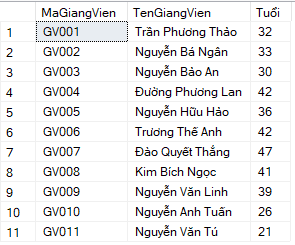 MaGiangVien TenGiangVien Tuổi
1 GV001 Trần Phương Thảo 32
2 GV002 Nguyễn Bá Ngân 33
3 GV003 Nguyễn Bảo An 30
4 GV004 Đường Phương Lan 42
5 GV005 Nguyễn Hữu Hảo 36
6 GV006 Trương Thế Anh 42
7 GV007 Đào Quyết Thắng 47
8 GV008 Kim Bích Ngọc 41
9 GV009 Nguyễn Văn Linh 39
10 GV010 Nguyễn Anh Tuấn 26
11 GV011 Nguyễn Văn Tú 21